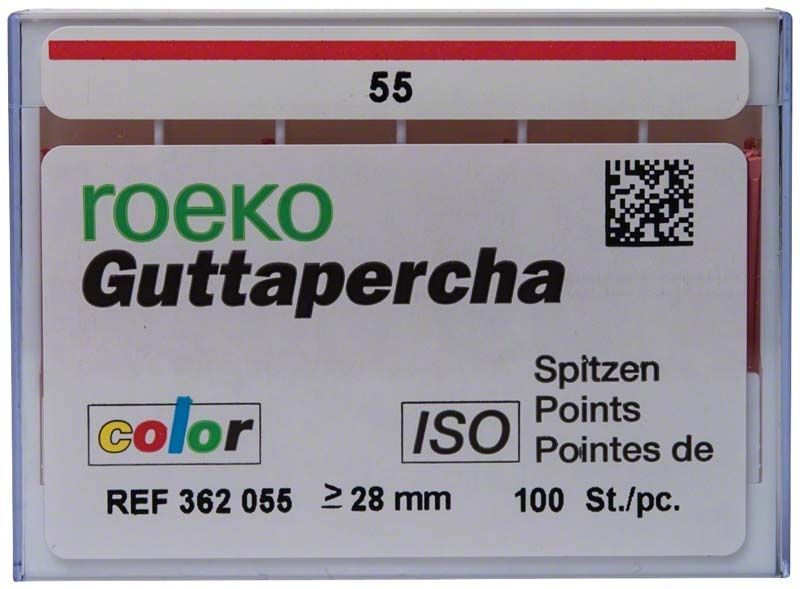 55
roeko
Guttapercha
Spitzen
Points
Pointes de
color
ISO
REF 362 055 ≥ 28 mm 100 St./pc.